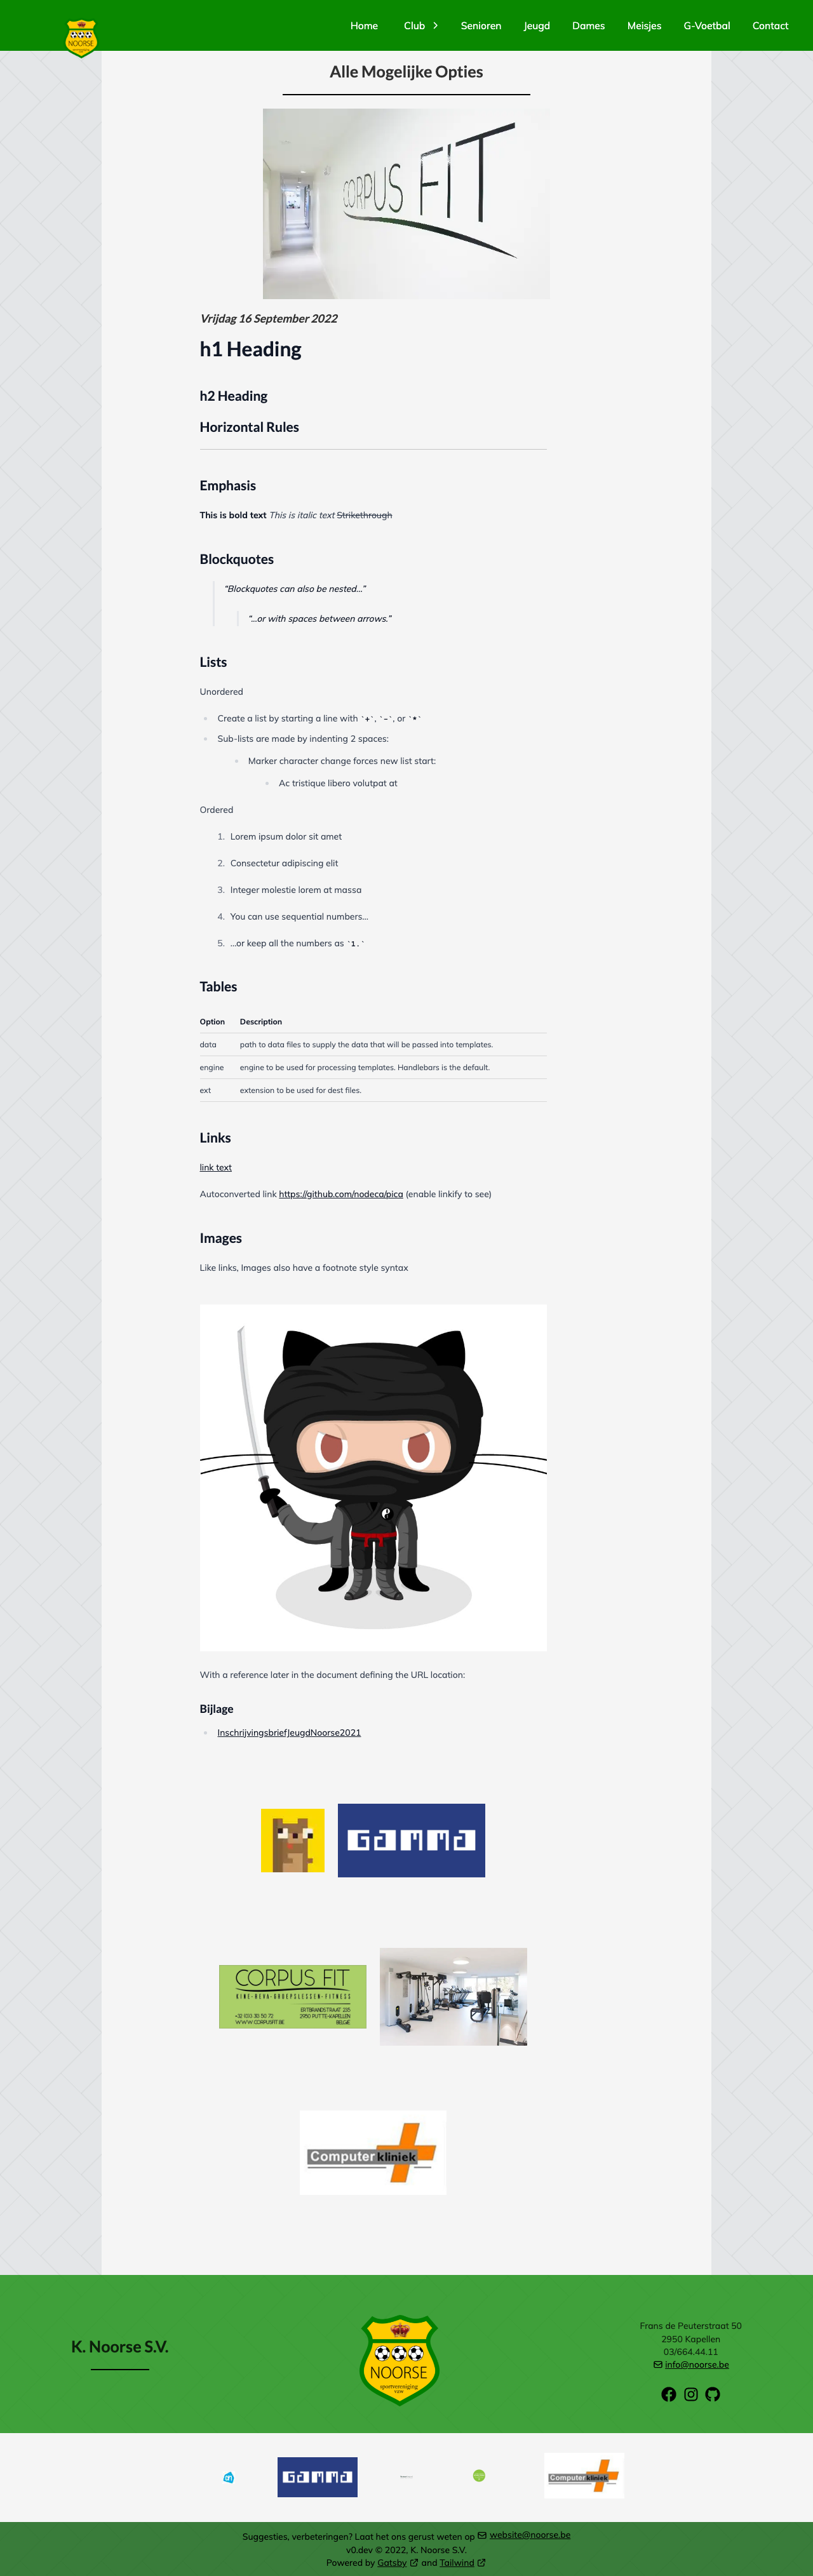 NOORSE
Home Club Senioren Jeugd Dames Meisjes G-Voetbal Contact
Alle Mogelijke Opties
CORPUS FIT
Vrijdag 16 September 2022
h1 Heading
h2 Heading
Horizontal Rules
Emphasis
This is bold text This is italic text Strikethrough
Blockquotes
“Blockquotes can also be nested…”
“…or with spaces between arrows.”
Lists
Unordered
Create a list by starting a line with `+`, `-`, or `*`
Sub-lists are made by indenting 2 spaces:
Marker character change forces new list start:
Ac tristique libero volutpat at
Ordered
1. Lorem ipsum dolor sit amet
2. Consectetur adipiscing elit
3. Integer molestie lorem at massa
4. You can use sequential numbers…
5. …or keep all the numbers as `1.`
Tables
Option Description
data path to data files to supply the data that will be passed into templates.
engine engine to be used for processing templates. Handlebars is the default.
ext extension to be used for dest files.
Links
link text
Autoconverted link https://github.com/nodeca/pica (enable linkify to see)
Images
Like links, Images also have a footnote style syntax
With a reference later in the document defining the URL location:
Bijlage
InschrijvingsbriefJeugdNoorse2021
GAMMA
CORPUS FIT
KINE-REVA-GROEPSLESSEN-FITNESS
ERTBRANDSTRAAT 235
2950 PUTTE-KAPELLEN
WWW.CORPUSFIT.BE BELGIE
Computerkliniek
K. Noorse S.V.
NOORSE
sportvereniging
vzw
Frans de Peuterstraat 50
2950 Kapellen
03/664.44.11
info@noorse.be
ah GAMMA Computerkliniek
Suggesties, verbeteringen? Laat het ons gerust weten op website@noorse.be
v0.dev © 2022, K. Noorse S.V.
Powered by Gatsby and Tailwind